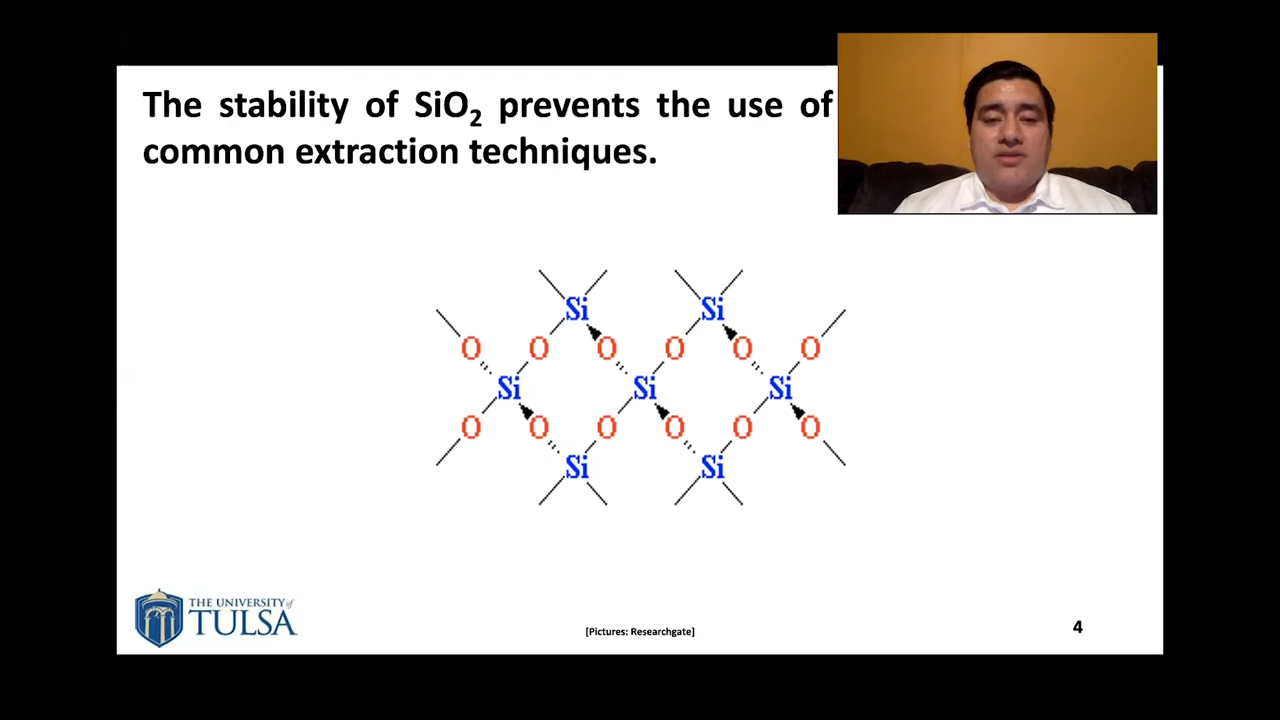 The stability of SiO₂ prevents the use of
common extraction techniques.
Si Si
O O O O O O
Si Si Si
O O O O O O
Si Si
THE UNIVERSITY of
TULSA
[Pictures: Researchgate]
4